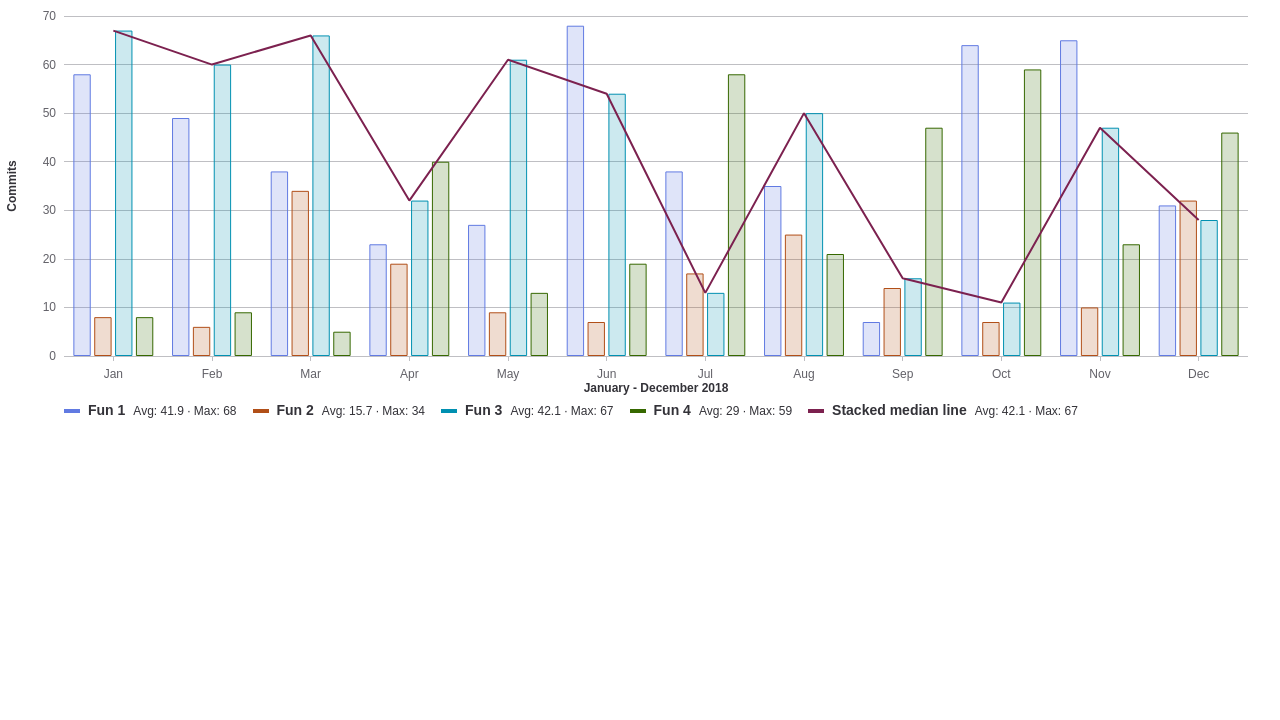 70
60
50
40
30
20
10
0
Commits
Jan Feb Mar Apr May Jun Jul Aug Sep Oct Nov Dec
January - December 2018
Fun 1 Avg: 41.9 · Max: 68 Fun 2 Avg: 15.7 · Max: 34 Fun 3 Avg: 42.1 · Max: 67 Fun 4 Avg: 29 · Max: 59 Stacked median line Avg: 42.1 · Max: 67